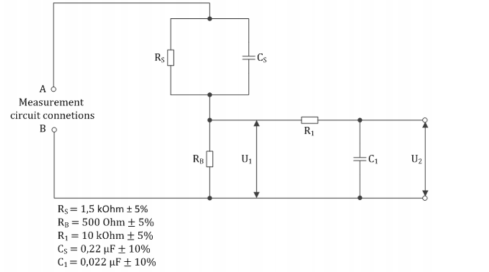 Rs
Cs
A
Measurement
circuit connetions
B
R1
RB
U1
C1
U2
RS = 1,5 kOhm ± 5%
RB = 500 Ohm ± 5%
R1 = 10 kOhm ± 5%
CS = 0,22 µF ± 10%
C1 = 0,022 µF ± 10%